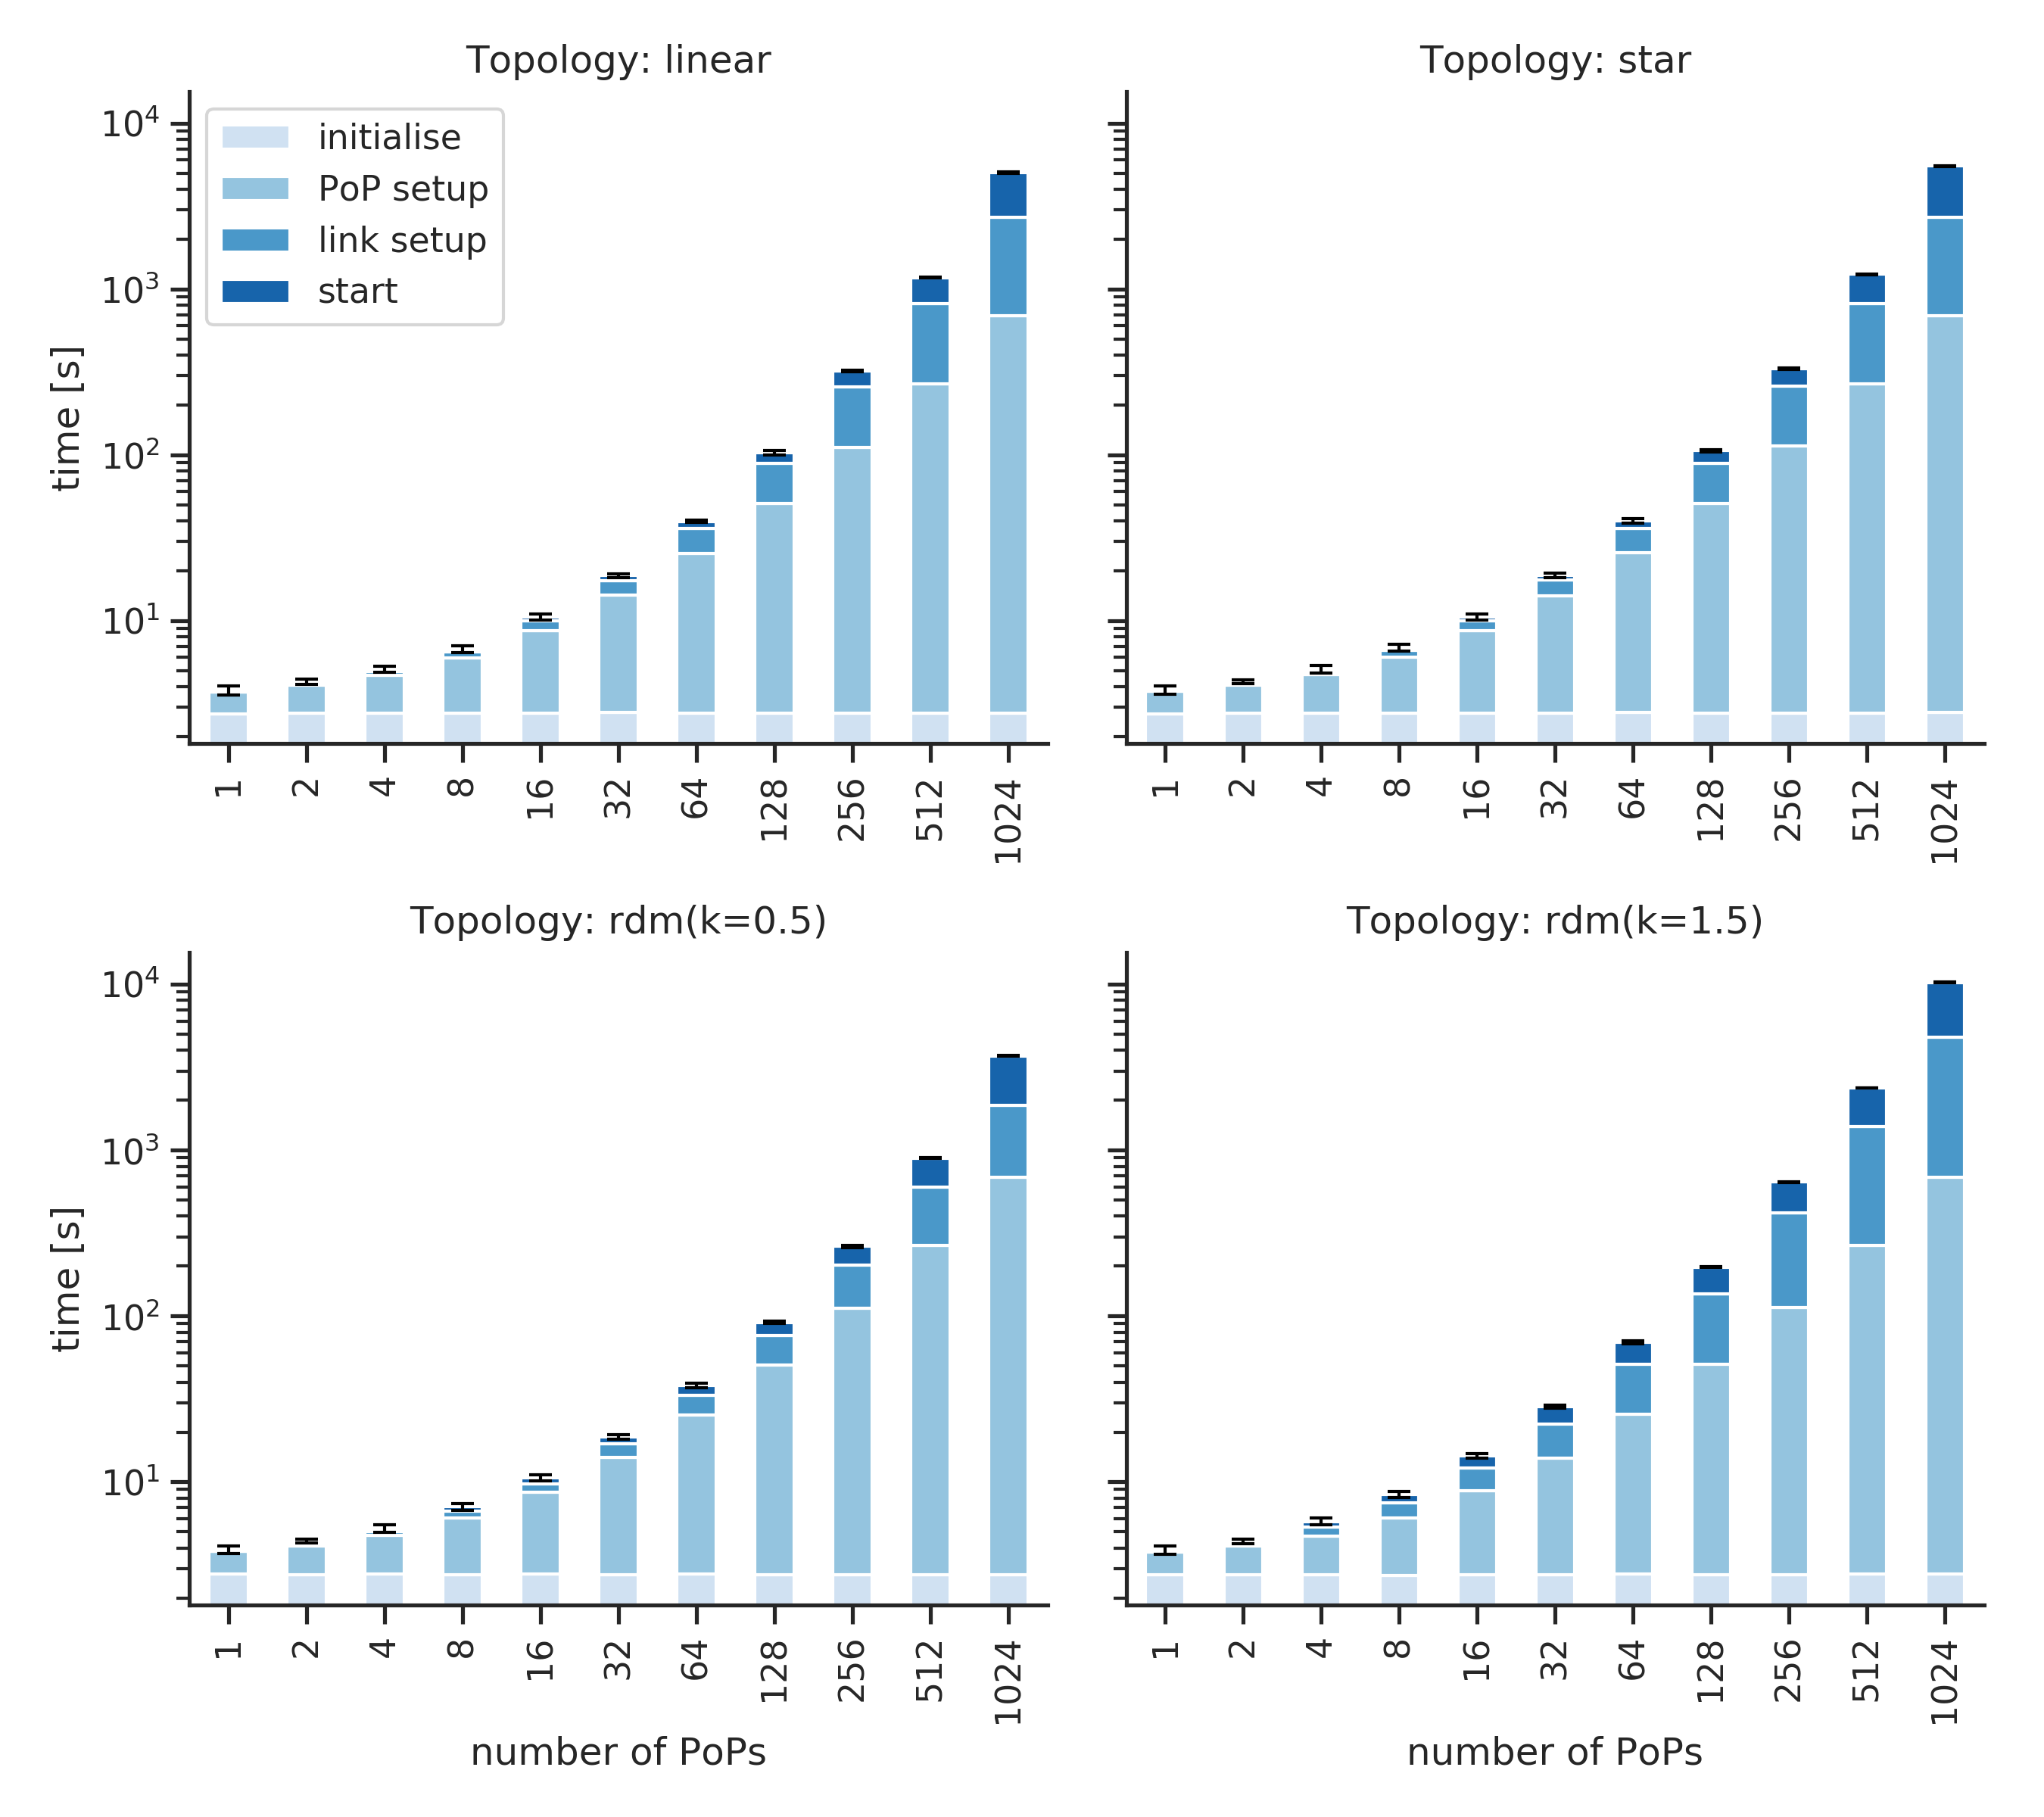 Topology: linear
10^4
10^3
10^2
10^1
time [s]
initialise
PoP setup
link setup
start
1 2 4 8 16 32 64 128 256 512 1024
Topology: star
1 2 4 8 16 32 64 128 256 512 1024
Topology: rdm(k=0.5)
10^4
10^3
10^2
10^1
time [s]
1 2 4 8 16 32 64 128 256 512 1024
number of PoPs
Topology: rdm(k=1.5)
1 2 4 8 16 32 64 128 256 512 1024
number of PoPs